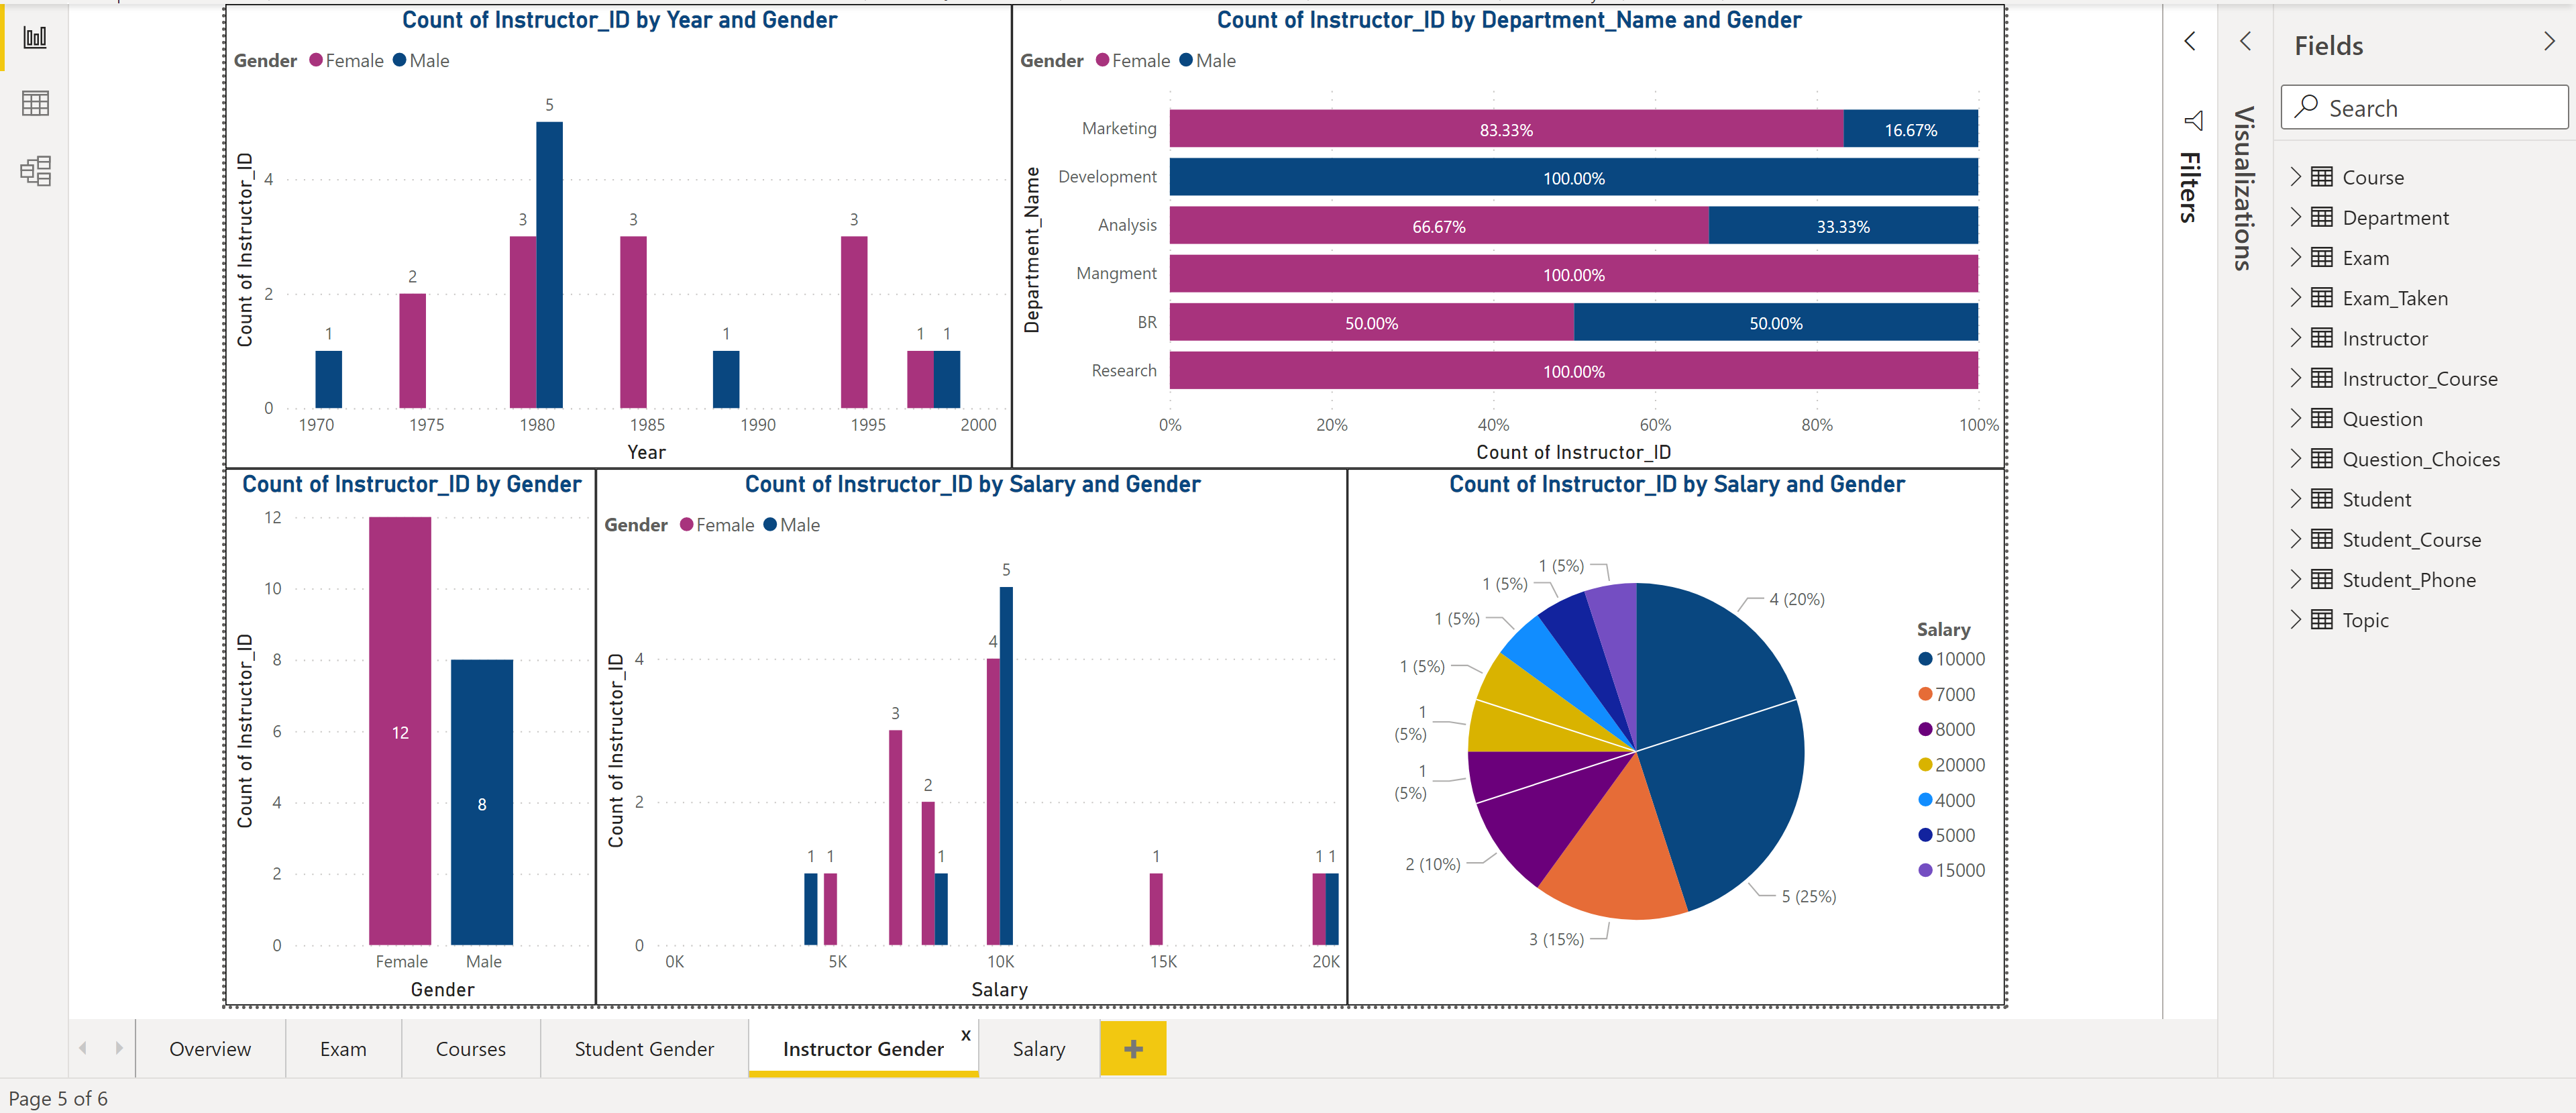 Count of Instructor_ID by Year and Gender
Gender Female Male
Count of Instructor_ID
4
2
0
5
3
3
3
2
1
1
1
1
1970 1975 1980 1985 1990 1995 2000
Year
Count of Instructor_ID by Department_Name and Gender
Gender Female Male
Department_Name
Marketing 83.33% 16.67%
Development 100.00%
Analysis 66.67% 33.33%
Mangment 100.00%
BR 50.00% 50.00%
Research 100.00%
0% 20% 40% 60% 80% 100%
Count of Instructor_ID
Count of Instructor_ID by Gender
Count of Instructor_ID
12
10
8
6
4
2
0
12
8
Female Male
Gender
Count of Instructor_ID by Salary and Gender
Gender Female Male
Count of Instructor_ID
4
2
0
1 1
3
2
1
4
5
1
1 1
0K 5K 10K 15K 20K
Salary
Count of Instructor_ID by Salary and Gender
1 (5%)
1 (5%)
1 (5%)
1 (5%)
1
(5%)
1
(5%)
2 (10%)
3 (15%)
4 (20%)
5 (25%)
Salary
10000
7000
8000
20000
4000
5000
15000
Filters
Visualizations
Fields
Search
Course
Department
Exam
Exam_Taken
Instructor
Instructor_Course
Question
Question_Choices
Student
Student_Course
Student_Phone
Topic
Overview Exam Courses Student Gender Instructor Gender x Salary +
Page 5 of 6